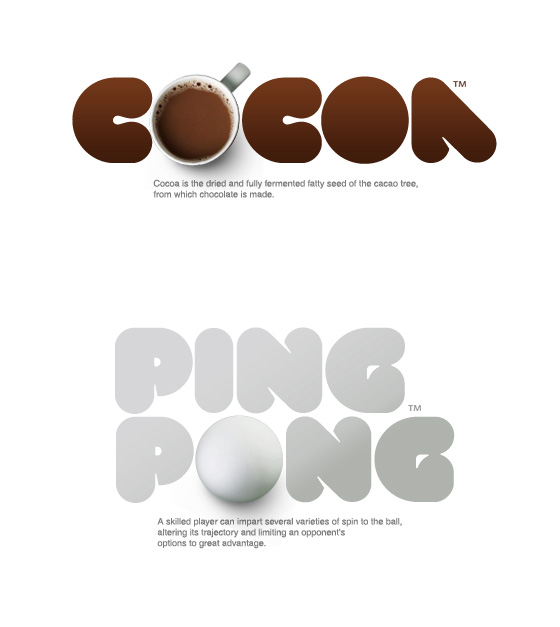 COCOA™
Cocoa is the dried and fully fermented fatty seed of the cacao tree,
from which chocolate is made.
PING
PONG™
A skilled player can impart several varieties of spin to the ball,
altering its trajectory and limiting an opponent's
options to great advantage.